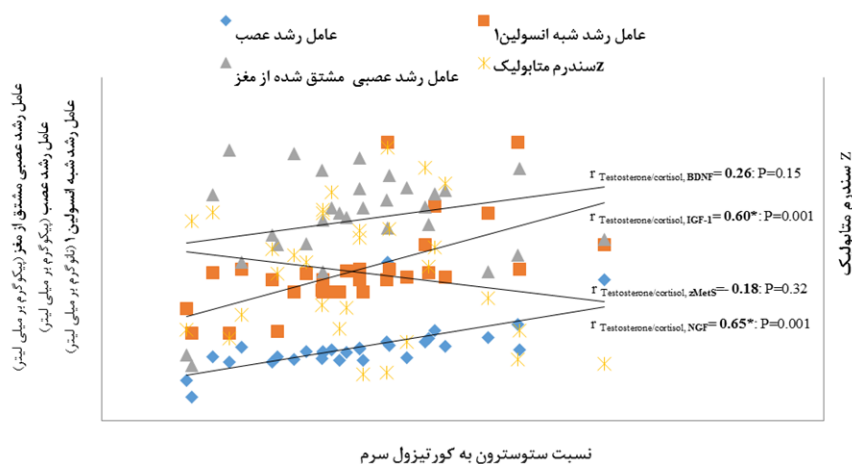 عامل رشد عصب
عامل رشد شبه انسولین۱
عامل رشد عصبی مشتق شده از مغز
Zسندرم متابولیک
عامل رشد عصبی مشتق از مغز (پیکوگرم بر میلی لیتر)
عامل رشد عصب (پیکوگرم بر میلی لیتر)
عامل رشد شبه انسولین۱ (نانوگرم بر میلی لیتر)
Z سندرم متابولیک
r Testosterone/cortisol, BDNF= 0.26: P=0.15
r Testosterone/cortisol, IGF-1= 0.60*: P=0.001
r Testosterone/cortisol, zMetS=– 0.18: P=0.32
r Testosterone/cortisol, NGF= 0.65*: P=0.001
نسبت ستوسترون به کورتیزول سرم